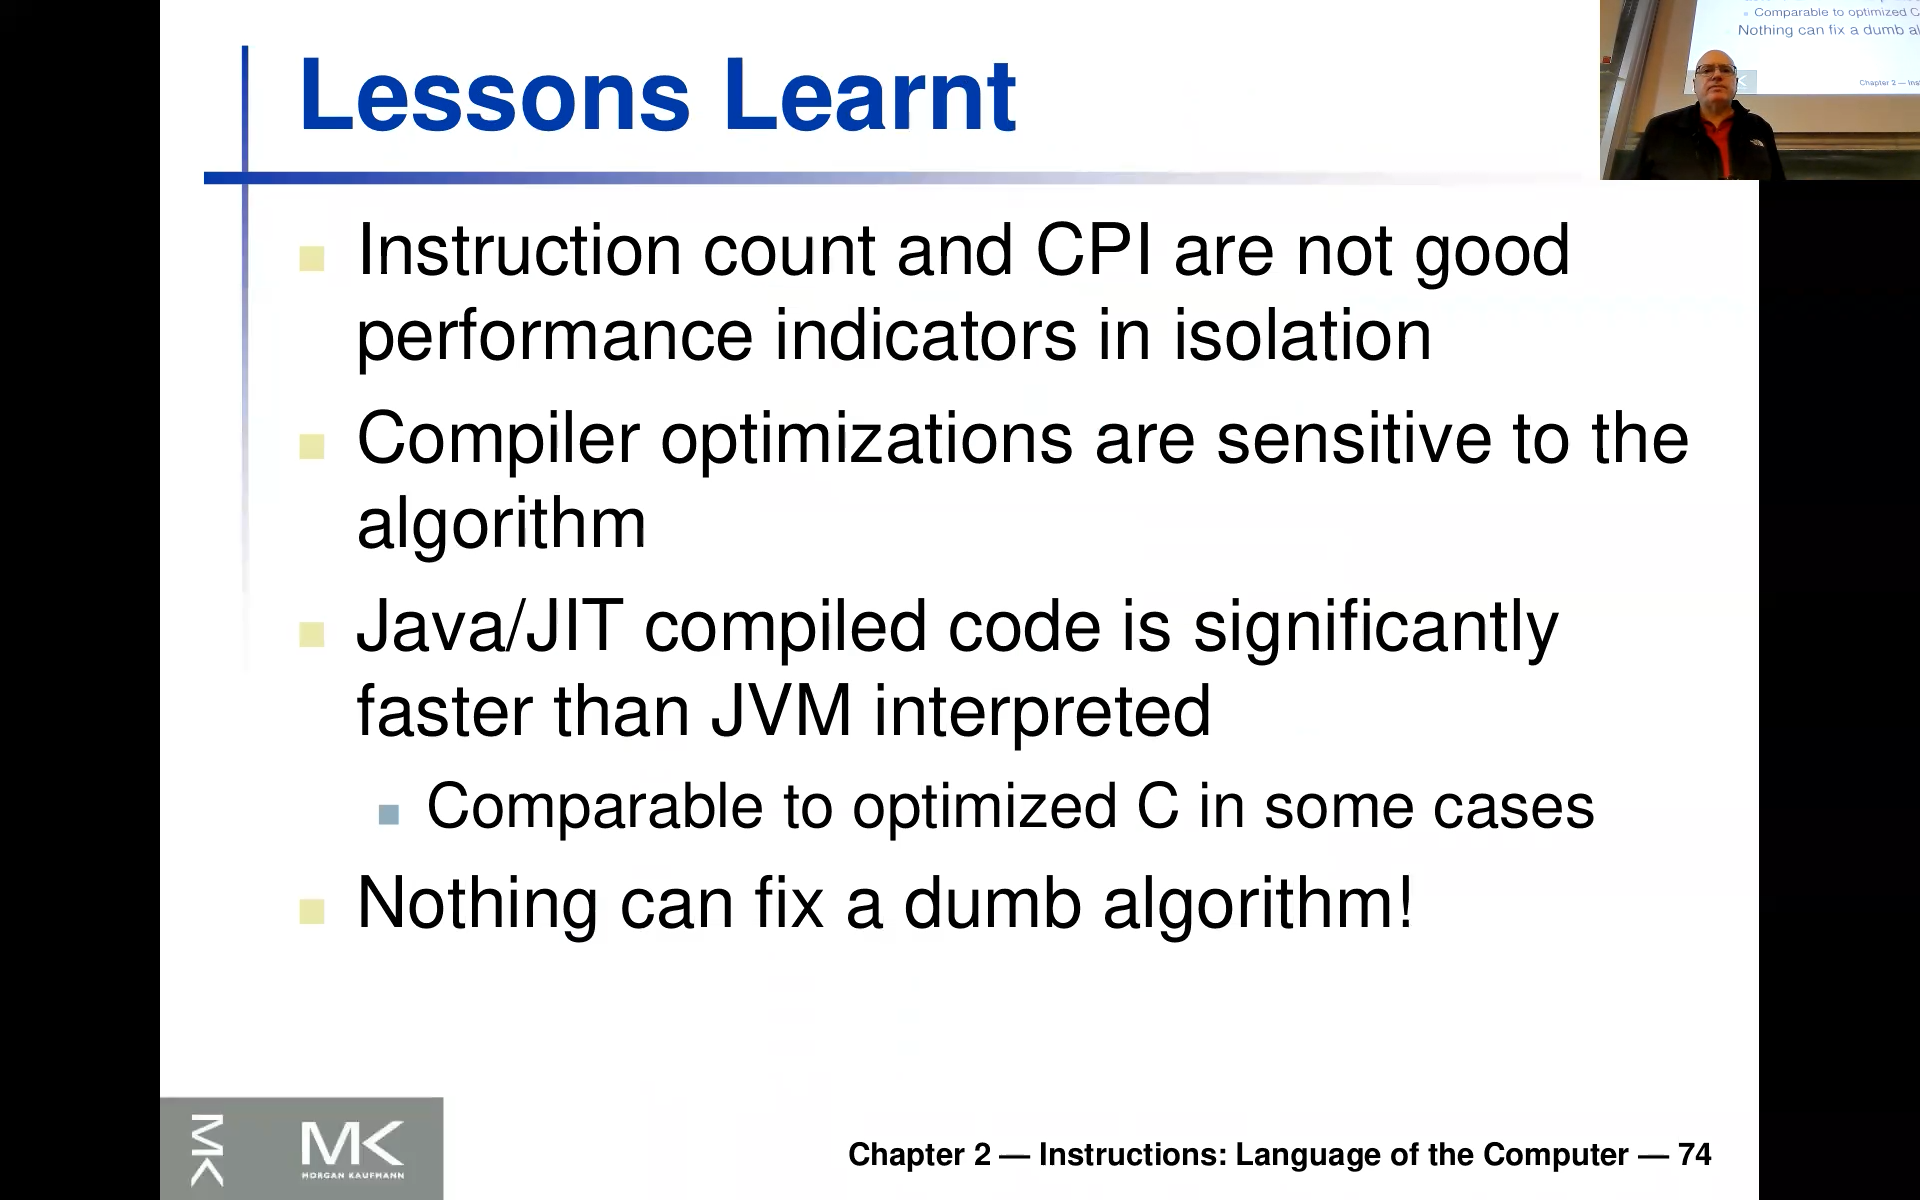 Lessons Learnt
Instruction count and CPI are not good
performance indicators in isolation
Compiler optimizations are sensitive to the
algorithm
Java/JIT compiled code is significantly
faster than JVM interpreted
Comparable to optimized C in some cases
Nothing can fix a dumb algorithm!
MK
MK
MORGAN KAUFMANN
Chapter 2 — Instructions: Language of the Computer — 74
Comparable to optimized C
Nothing can fix a dumb al
Chapter 2 — Ins